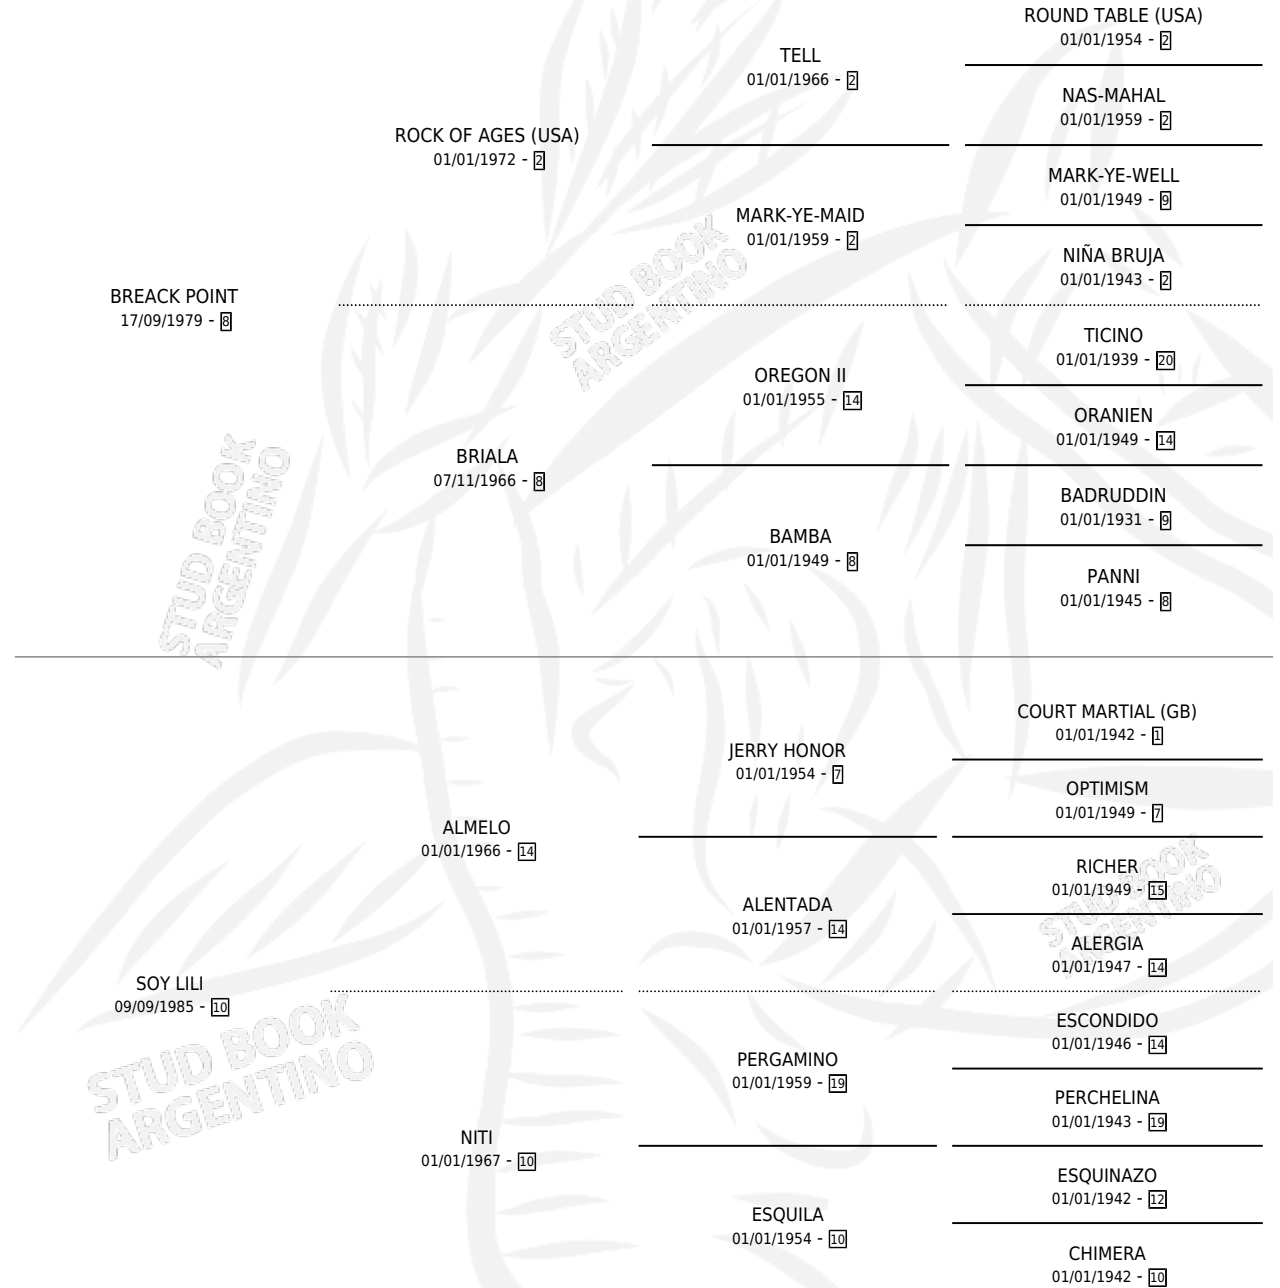 ROUND TABLE (USA)
01/01/1954 - 2
TELL
01/01/1966 - 2
NAS-MAHAL
01/01/1959 - 2
ROCK OF AGES (USA)
01/01/1972 - 2
MARK-YE-WELL
01/01/1949 - 9
MARK-YE-MAID
01/01/1959 - 2
NIÑA BRUJA
01/01/1943 - 2
BREACK POINT
17/09/1979 - 8
STUD BOOK
ARGENTINO
TICINO
01/01/1939 - 20
OREGON II
01/01/1955 - 14
ORANIEN
01/01/1949 - 14
BRIALA
07/11/1966 - 8
BADRUDDIN
01/01/1931 - 9
BAMBA
01/01/1949 - 8
PANNI
01/01/1945 - 8
STUD BOOK
ARGENTINO
COURT MARTIAL (GB)
01/01/1942 - 1
JERRY HONOR
01/01/1954 - 7
OPTIMISM
01/01/1949 - 7
ALMELO
01/01/1966 - 14
RICHER
01/01/1949 - 15
ALENTADA
01/01/1957 - 14
STUD BOOK
ARGENTINO
ALERGIA
01/01/1947 - 14
SOY LILI
09/09/1985 - 10
ESCONDIDO
01/01/1946 - 14
PERGAMINO
01/01/1959 - 19
STUD BOOK
ARGENTINO
PERCHELINA
01/01/1943 - 19
NITI
01/01/1967 - 10
ESQUINAZO
01/01/1942 - 12
ESQUILA
01/01/1954 - 10
CHIMERA
01/01/1942 - 10